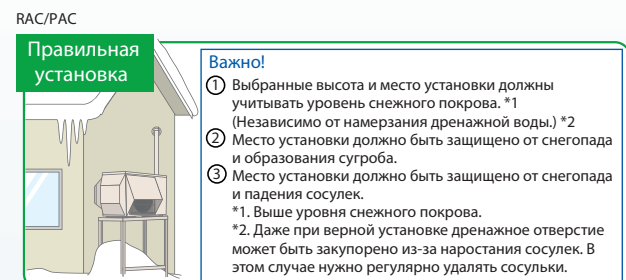 RAC/PAC
Правильная
установка
Важно!
① Выбранные высота и место установки должны
учитывать уровень снежного покрова. *1
(Независимо от намерзания дренажной воды.) *2
② Место установки должно быть защищено от снегопада
и образования сугроба.
③ Место установки должно быть защищено от снегопада
и падения сосулек.
*1. Выше уровня снежного покрова.
*2. Даже при верной установке дренажное отверстие
может быть закупорено из-за наростания сосулек. В
этом случае нужно регулярно удалять сосульки.